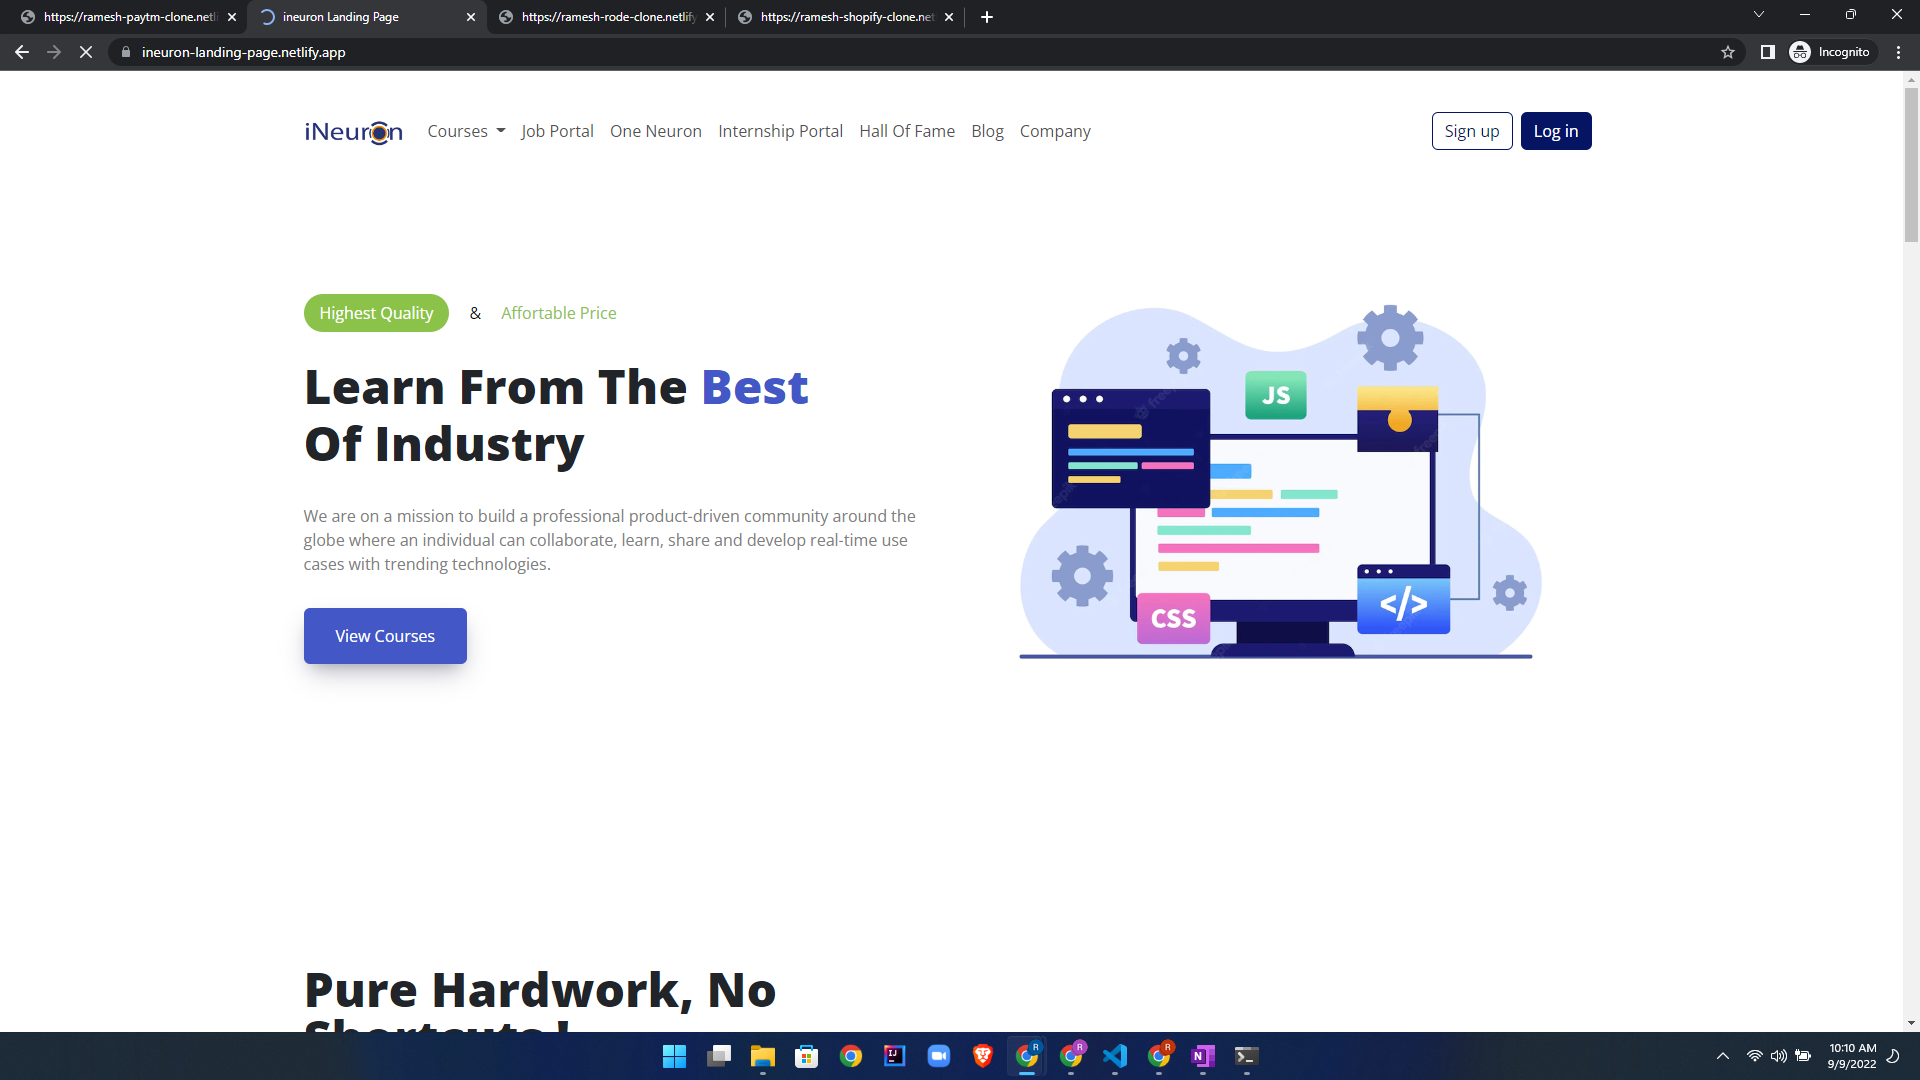 https://ramesh-paytm-clone.netli
ineuron Landing Page
https://ramesh-rode-clone.netlify
https://ramesh-shopify-clone.net
ineuron-landing-page.netlify.app
Incognito
iNeuron
Courses
Job Portal
One Neuron
Internship Portal
Hall Of Fame
Blog
Company
Sign up
Log in
Highest Quality & Affortable Price
Learn From The Best
Of Industry
We are on a mission to build a professional product-driven community around the
globe where an individual can collaborate, learn, share and develop real-time use
cases with trending technologies.
View Courses
JS
CSS
</>
Pure Hardwork, No
Shortcuts !
10:10 AM
9/9/2022